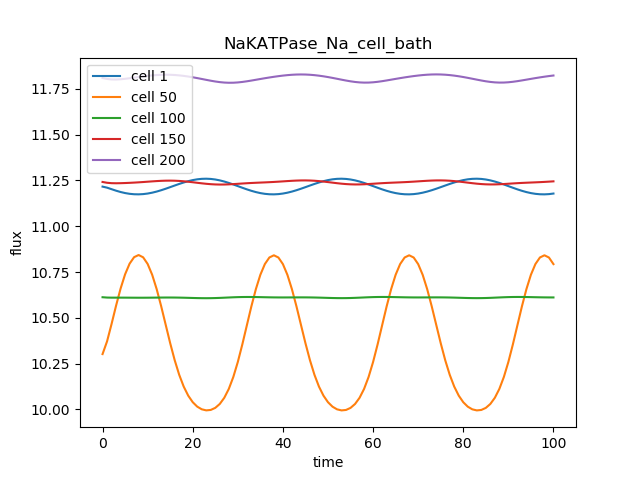 NaKATPase_Na_cell_bath
cell 1
cell 50
cell 100
cell 150
cell 200
11.75
11.50
11.25
11.00
10.75
10.50
10.25
10.00
flux
0 20 40 60 80 100
time